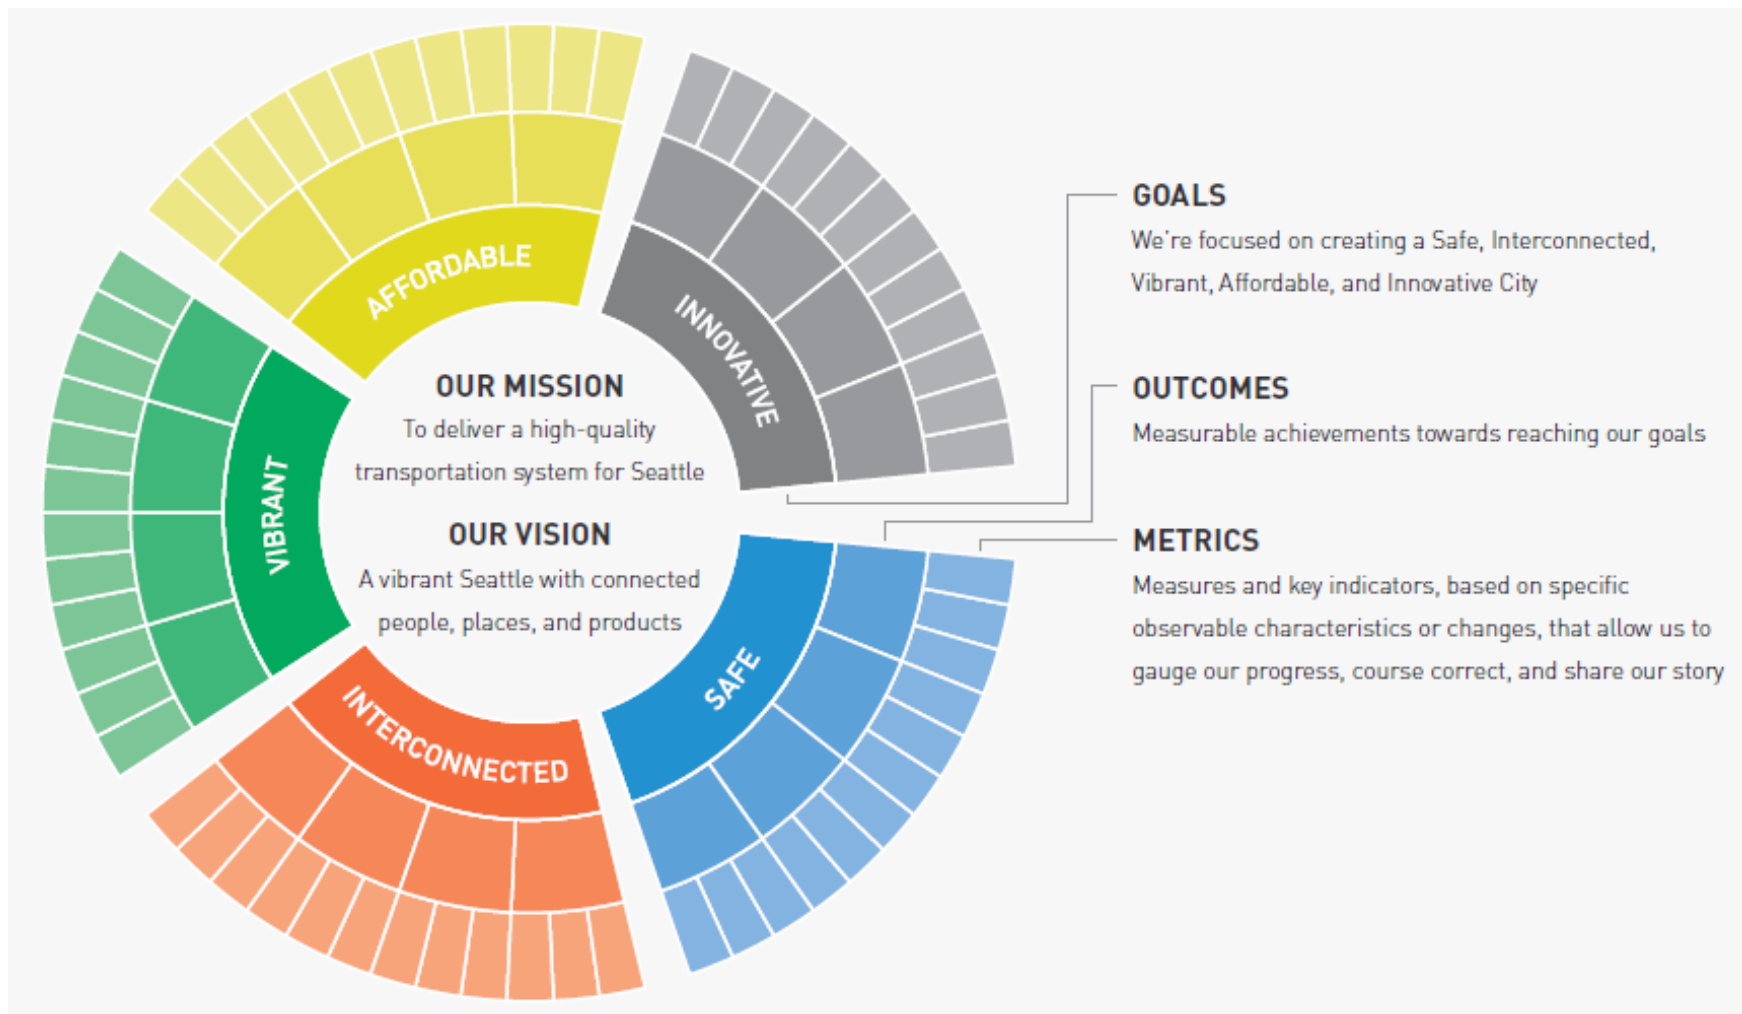 AFFORDABLE
INNOVATIVE
VIBRANT
INTERCONNECTED
SAFE
OUR MISSION
To deliver a high-quality
transportation system for Seattle
OUR VISION
A vibrant Seattle with connected
people, places, and products
GOALS
We're focused on creating a Safe, Interconnected,
Vibrant, Affordable, and Innovative City
OUTCOMES
Measurable achievements towards reaching our goals
METRICS
Measures and key indicators, based on specific
observable characteristics or changes, that allow us to
gauge our progress, course correct, and share our story